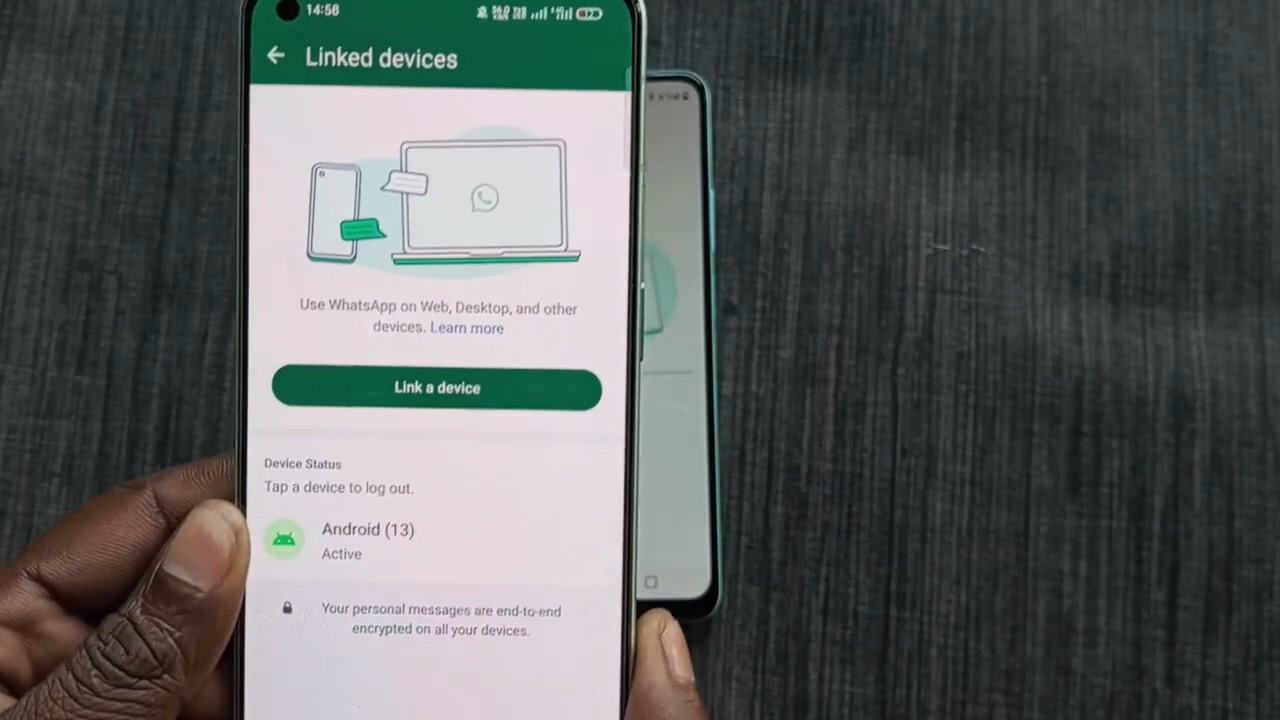 14:56
Linked devices
Use WhatsApp on Web, Desktop, and other
devices. Learn more
Link a device
Device Status
Tap a device to log out.
Android (13)
Active
Your personal messages are end-to-end
encrypted on all your devices.